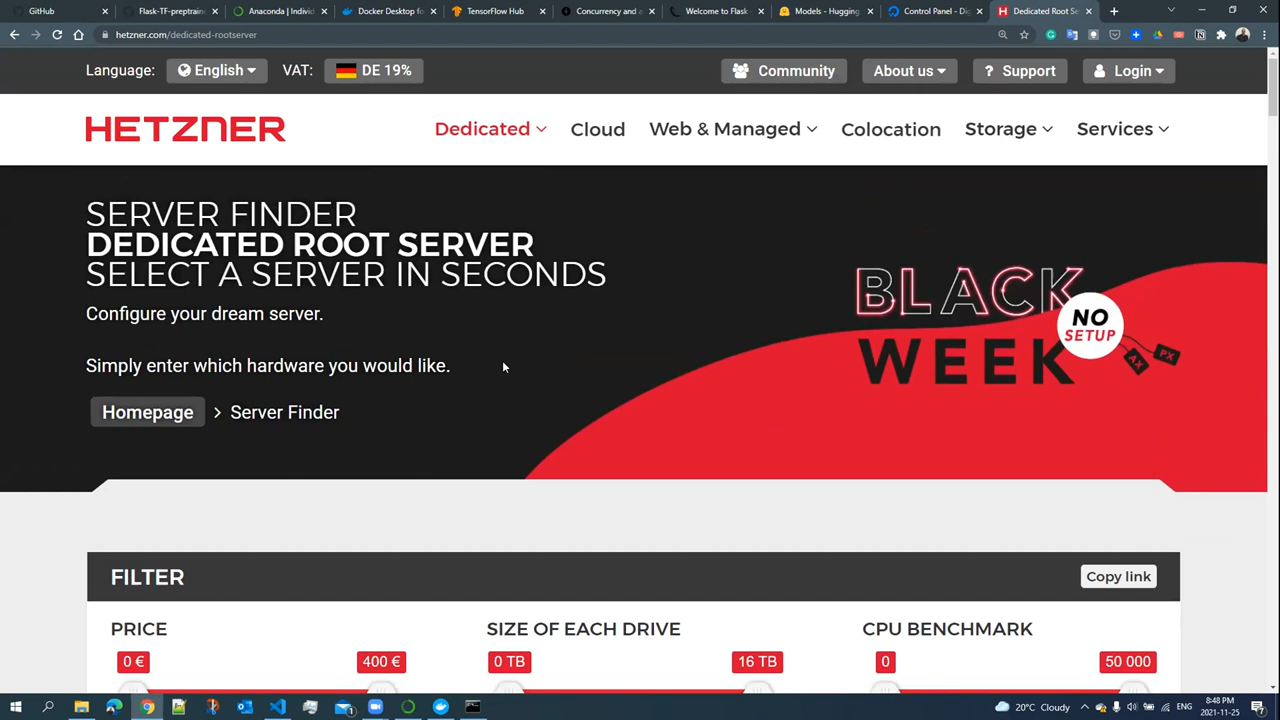 GitHub
Flask-TF-preptraine
Anaconda | Individ
Docker Desktop fo
TensorFlow Hub
Concurrency and a
Welcome to Flask
Models - Hugging
Control Panel - Dig
Dedicated Root Se
hetzner.com/dedicated-rootserver
Language:
English
VAT:
DE 19%
Community
About us
? Support
Login
HETZNER
Dedicated
Cloud
Web & Managed
Colocation
Storage
Services
SERVER FINDER
DEDICATED ROOT SERVER
SELECT A SERVER IN SECONDS
Configure your dream server.
Simply enter which hardware you would like.
Homepage
Server Finder
BLACK
WEEK
NO
SETUP
AX
PX
FILTER
Copy link
PRICE
SIZE OF EACH DRIVE
CPU BENCHMARK
0 €
400 €
0 TB
16 TB
0
50 000
20°C Cloudy
ENG
8:48 PM
2021-11-25